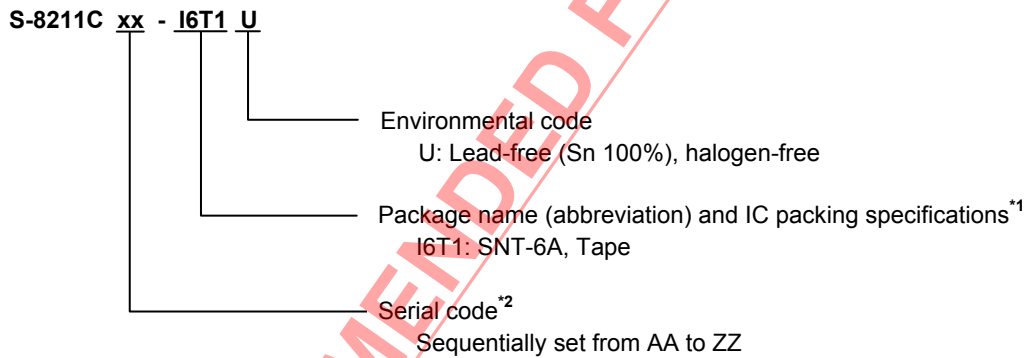 S-8211C xx - I6T1 U
Environmental code
U: Lead-free (Sn 100%), halogen-free
Package name (abbreviation) and IC packing specifications*1
I6T1: SNT-6A, Tape
Serial code*2
Sequentially set from AA to ZZ
MENDED F